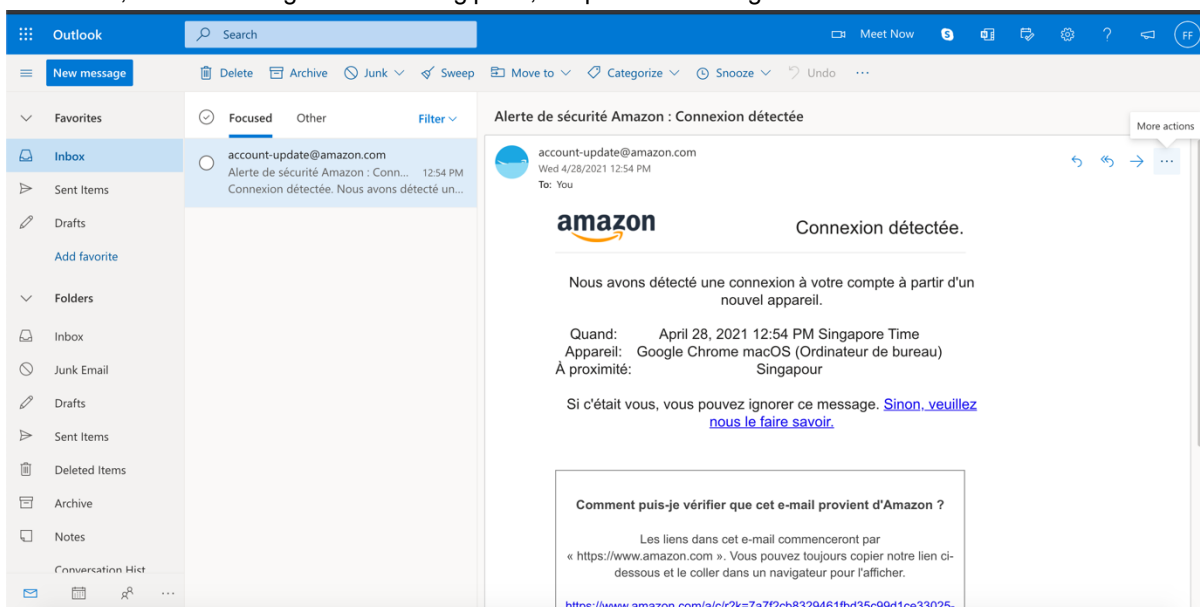 Outlook
Search
Meet Now
FF
New message
Delete
Archive
Junk
Sweep
Move to
Categorize
Snooze
Undo
Favorites
Inbox
Sent Items
Drafts
Add favorite
Folders
Inbox
Junk Email
Drafts
Sent Items
Deleted Items
Archive
Notes
Conversation Hist
Focused
Other
Filter
account-update@amazon.com
Alerte de sécurité Amazon : Conn... 12:54 PM
Connexion détectée. Nous avons détecté un...
Alerte de sécurité Amazon : Connexion détectée
More actions
account-update@amazon.com
Wed 4/28/2021 12:54 PM
To: You
amazon
Connexion détectée.
Nous avons détecté une connexion à votre compte à partir d'un
nouvel appareil.
Quand: April 28, 2021 12:54 PM Singapore Time
Appareil: Google Chrome macOS (Ordinateur de bureau)
À proximité: Singapour
Si c'était vous, vous pouvez ignorer ce message. Sinon, veuillez
nous le faire savoir.
Comment puis-je vérifier que cet e-mail provient d'Amazon ?
Les liens dans cet e-mail commenceront par
« https://www.amazon.com ». Vous pouvez toujours copier notre lien ci-
dessous et le coller dans un navigateur pour l'afficher.